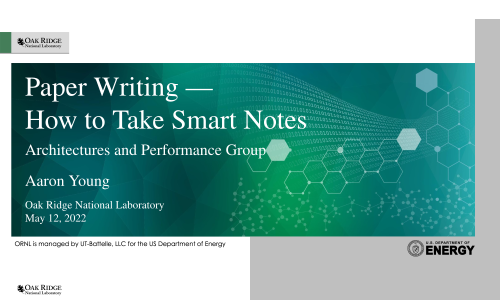 OAK RIDGE
National Laboratory
Paper Writing —
How to Take Smart Notes
Architectures and Performance Group
Aaron Young
Oak Ridge National Laboratory
May 12, 2022
ORNL is managed by UT-Battelle, LLC for the US Department of Energy
U.S. DEPARTMENT OF
ENERGY
OAK RIDGE
National Laboratory